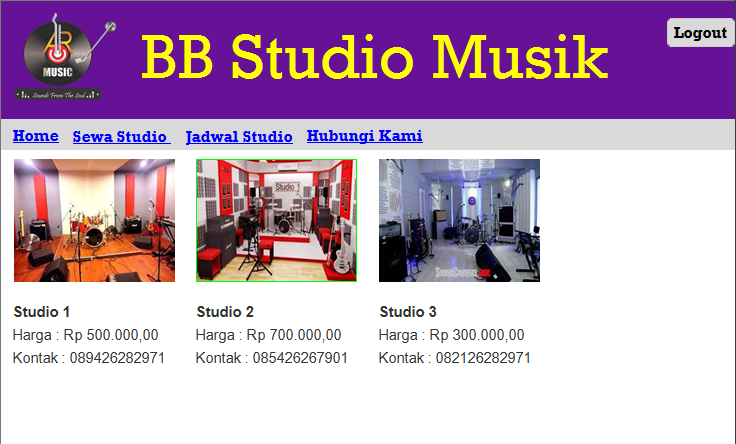 AR
MUSIC
Sounds From The Soul
BB Studio Musik
Logout
Home Sewa Studio Jadwal Studio Hubungi Kami
Studio 1
Studio 1
Harga : Rp 500.000,00
Kontak : 089426282971
Studio 2
Harga : Rp 700.000,00
Kontak : 085426267901
Studio 3
Harga : Rp 300.000,00
Kontak : 082126282971